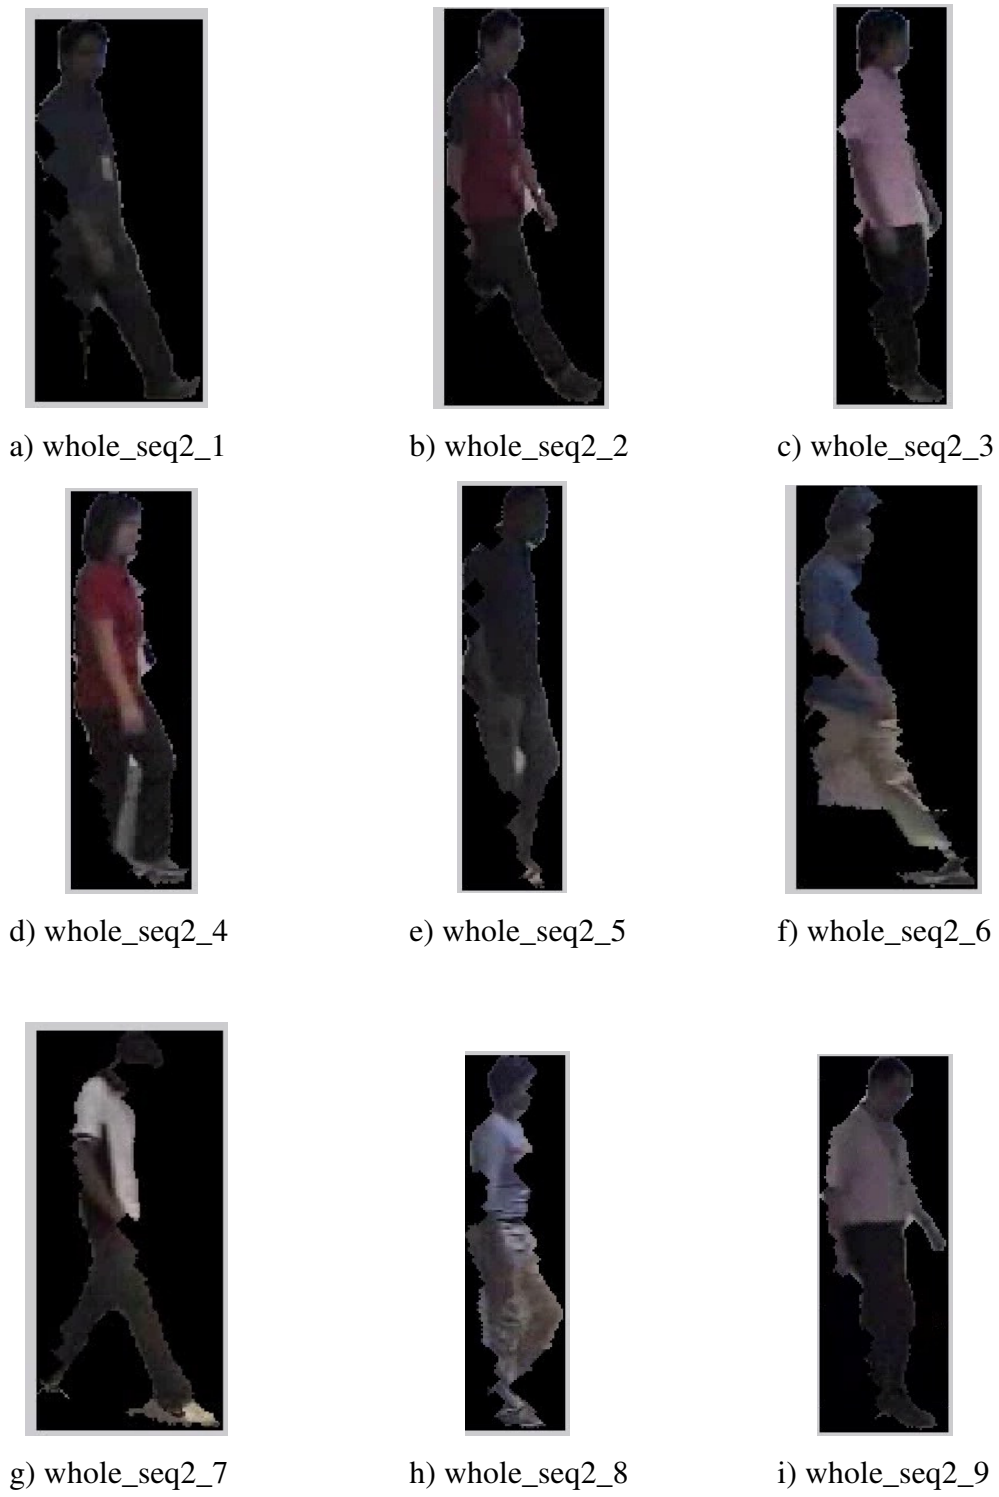 a) whole_seq2_1 b) whole_seq2_2 c) whole_seq2_3
d) whole_seq2_4 e) whole_seq2_5 f) whole_seq2_6
g) whole_seq2_7 h) whole_seq2_8 i) whole_seq2_9